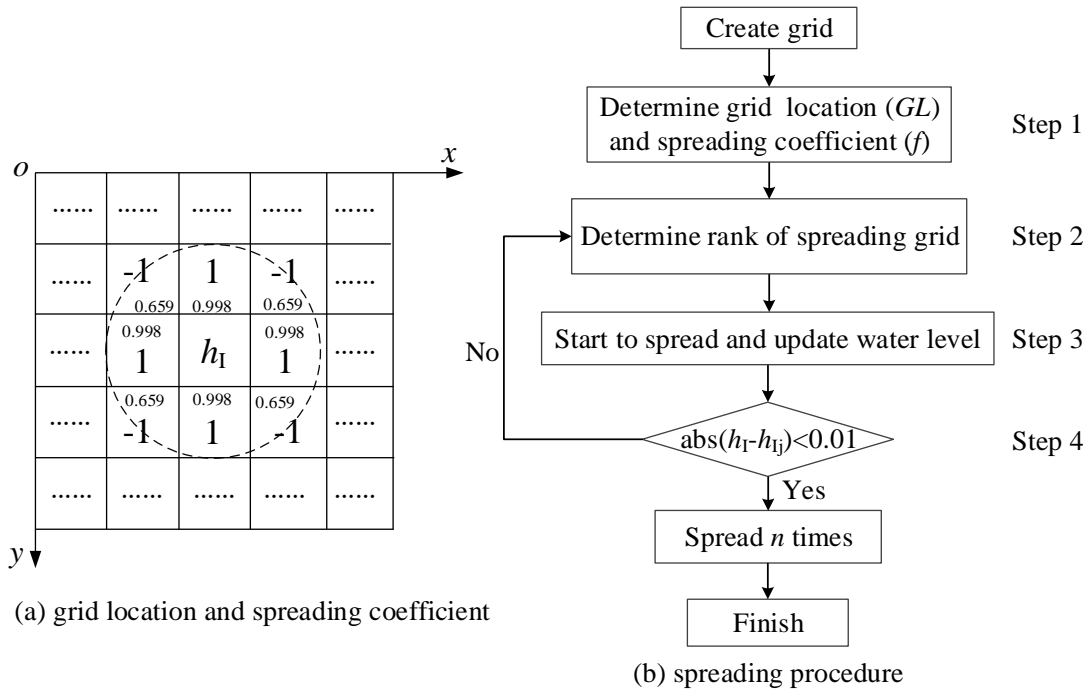 o
x
...... ...... ...... ...... ......
...... -1 1 -1 ......
0.659 0.998 0.659
0.998 0.998
...... 1 hI 1 ......
0.659 0.998 0.659
...... -1 1 -1 ......
...... ...... ...... ...... ......
y
(a) grid location and spreading coefficient
Create grid
Determine grid location (GL)
and spreading coefficient (f)
Step 1
Determine rank of spreading grid
Step 2
Start to spread and update water level
Step 3
No
abs(hI-hIj)<0.01
Step 4
Yes
Spread n times
Finish
(b) spreading procedure